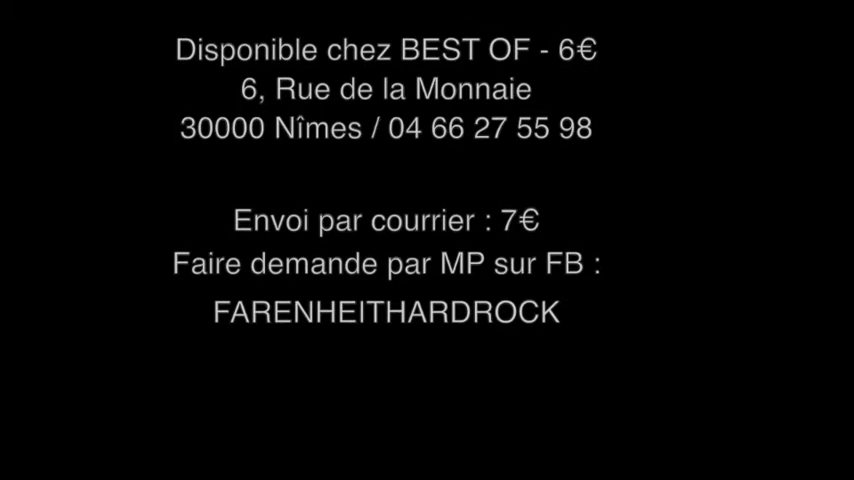 Disponible chez BEST OF - 6€
6, Rue de la Monnaie
30000 Nîmes / 04 66 27 55 98
Envoi par courrier : 7€
Faire demande par MP sur FB :
FARENHEITHARDROCK